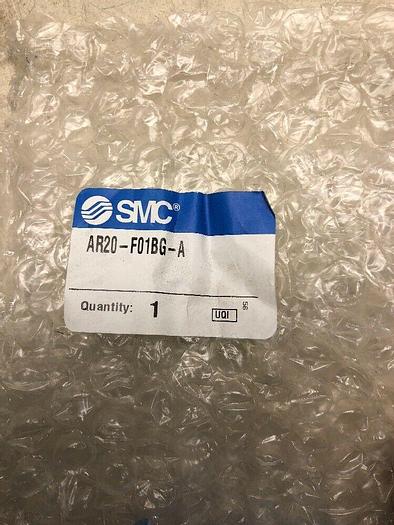 SMC®
AR20-F01BG-A
Quantity: 1
UQI